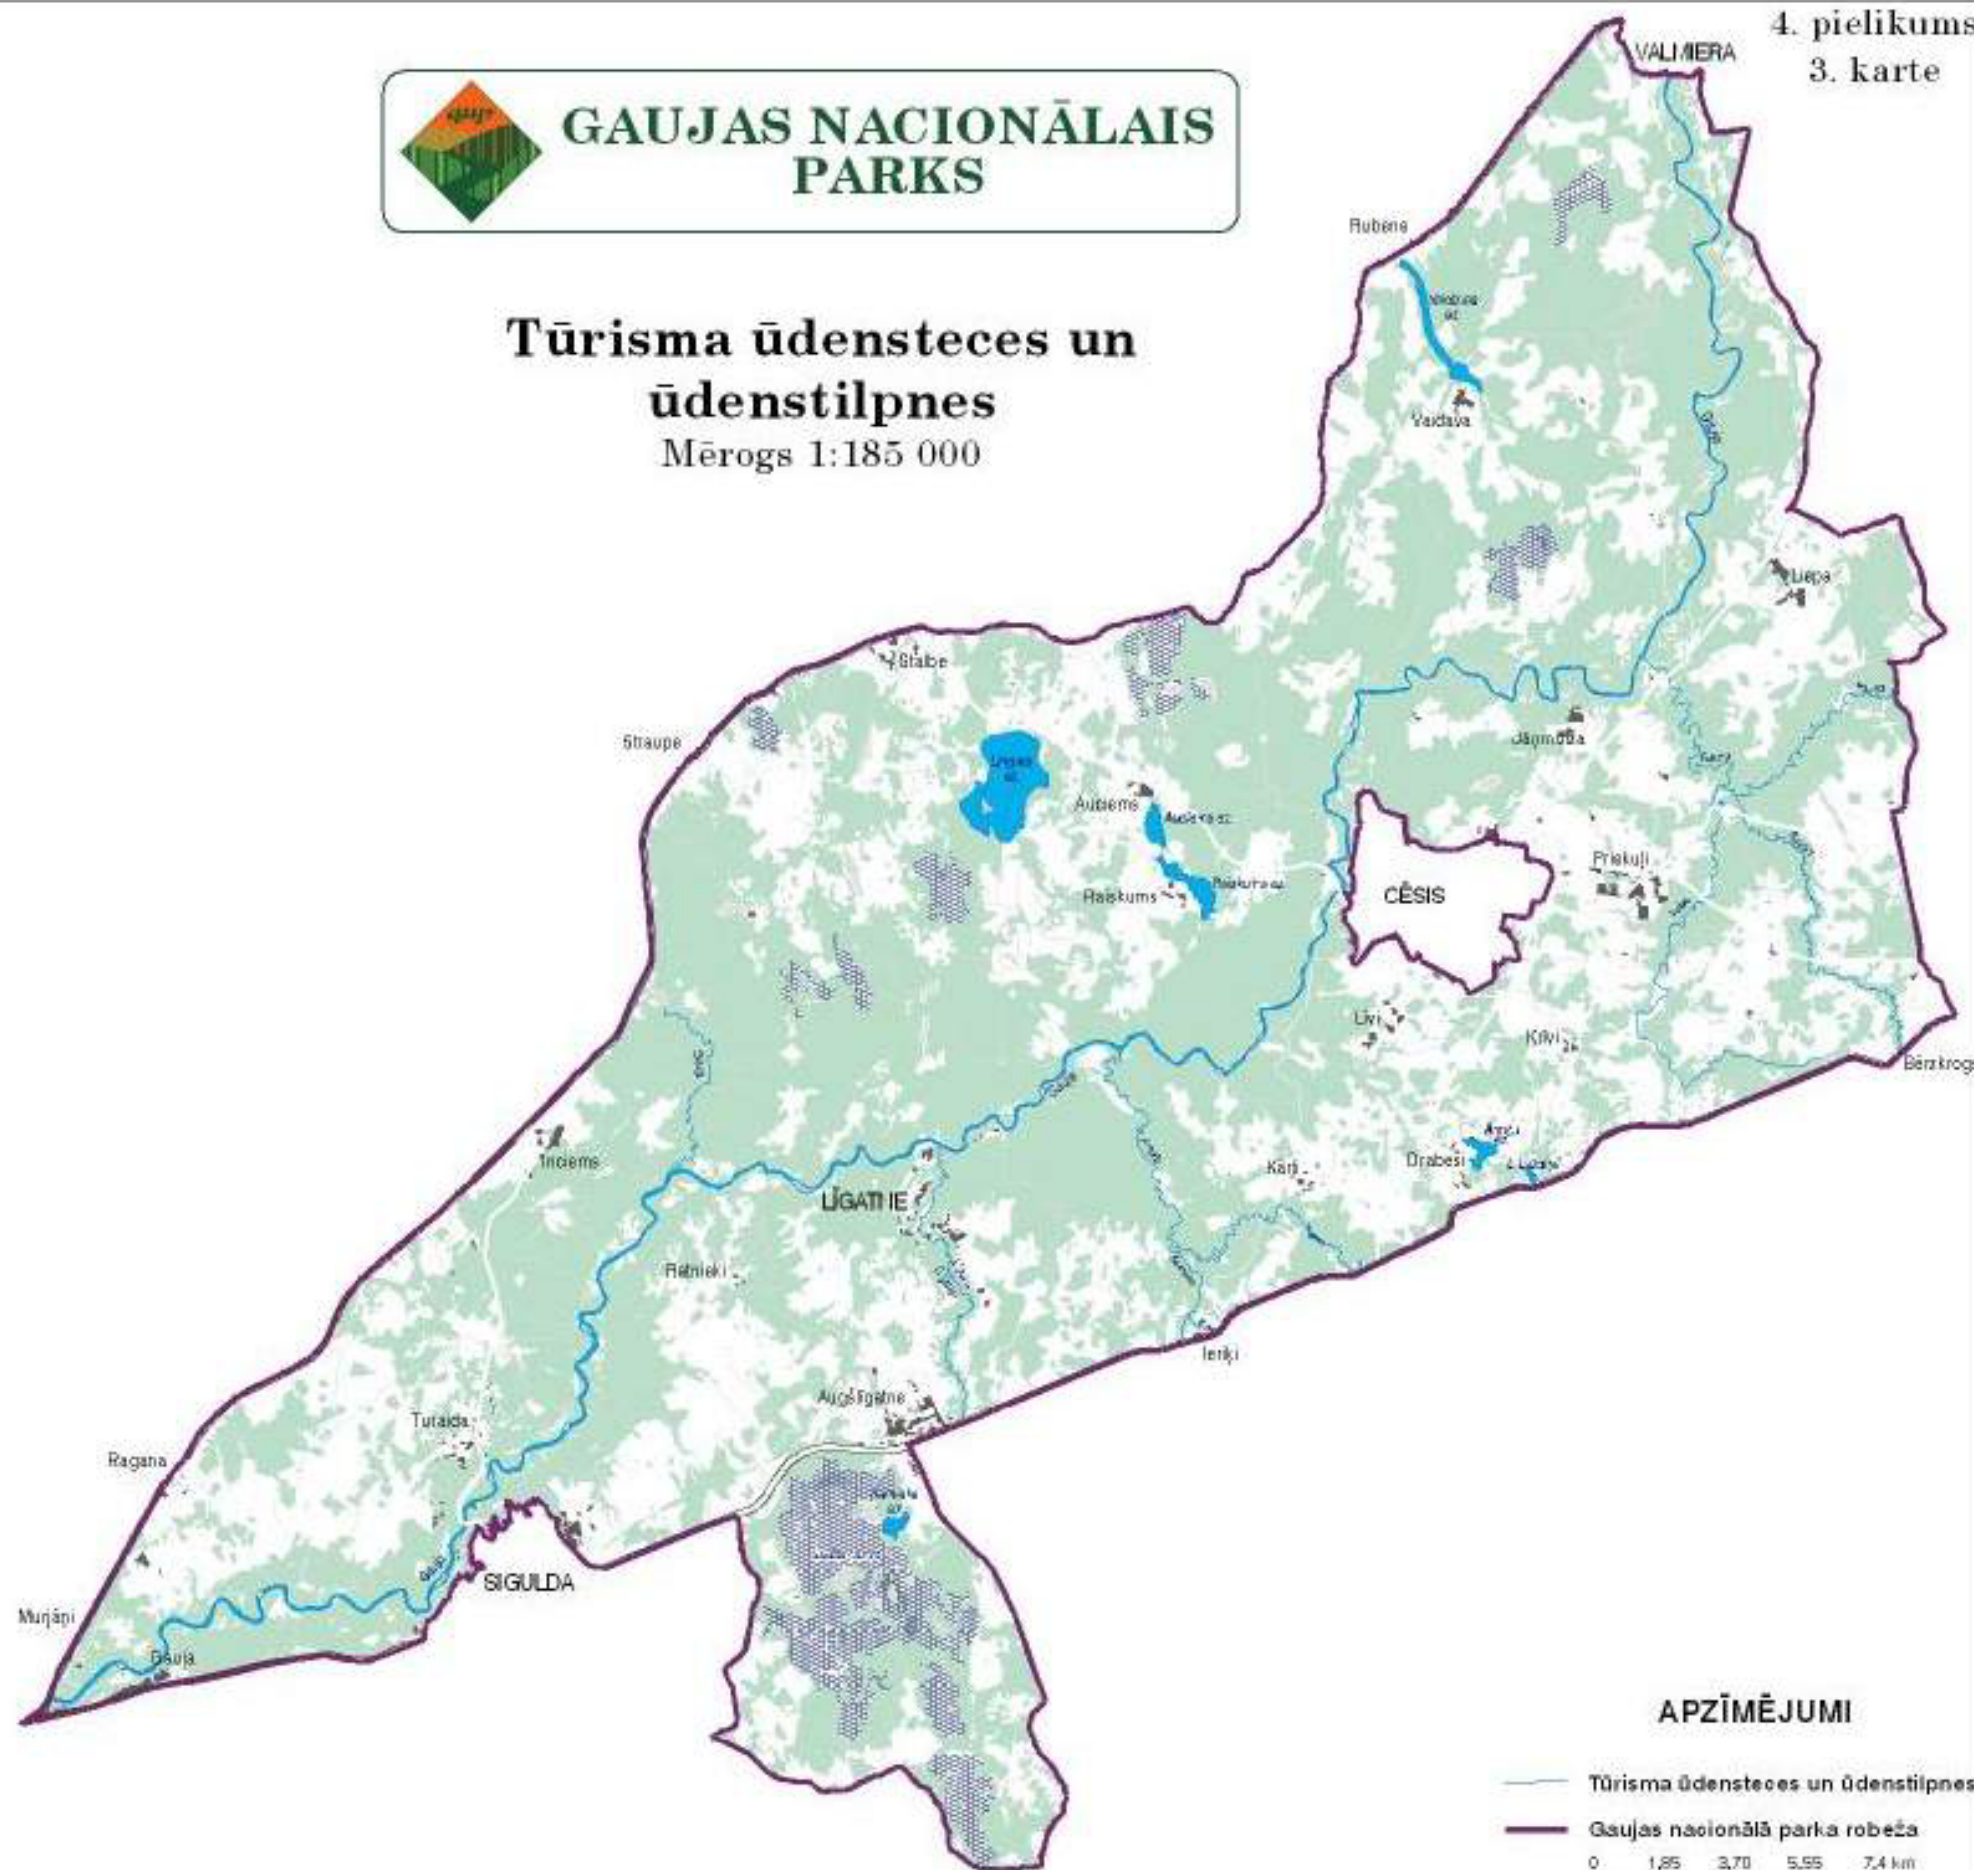 4. pielikums
3. karte
GAUJAS NACIONĀLAIS
PARKS
Tūrisma ūdensteces un
ūdenstilpnes
Mērogs 1:185 000
VALMIERA
Rubene
Vaidava
Liepa
Stalbe
Straupe
Jāņmuiža
Auciems
Raiskums
CĒSIS
Priekuļi
Līvi
Krīvi
Bērzkrogs
Drabeši
Kārļi
Inciems
LĪGATNE
Ratnieki
Gauja
Ieriķi
Augšlīgatne
Turaida
Ragana
SIGULDA
Gauja
Murjāņi
Gauja
APZĪMĒJUMI
Tūrisma ūdensteces un ūdenstilpnes
Gaujas nacionālā parka robeža
0 1,85 3,70 5,55 7,4 km